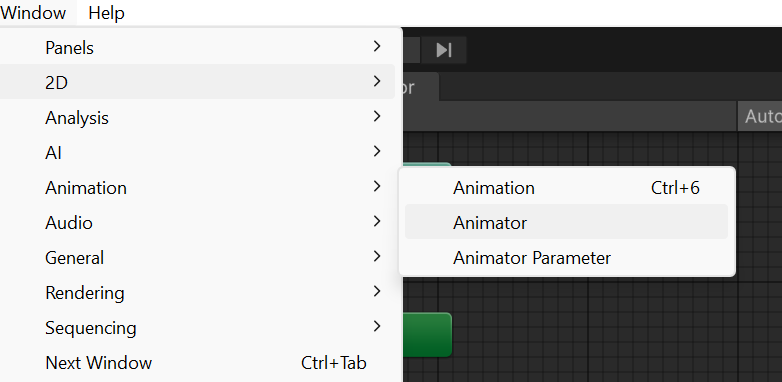 Window Help
Panels
2D
or
Analysis
Auto
AI
Animation
Animation Ctrl+6
Audio
Animator
General
Animator Parameter
Rendering
Sequencing
Next Window Ctrl+Tab